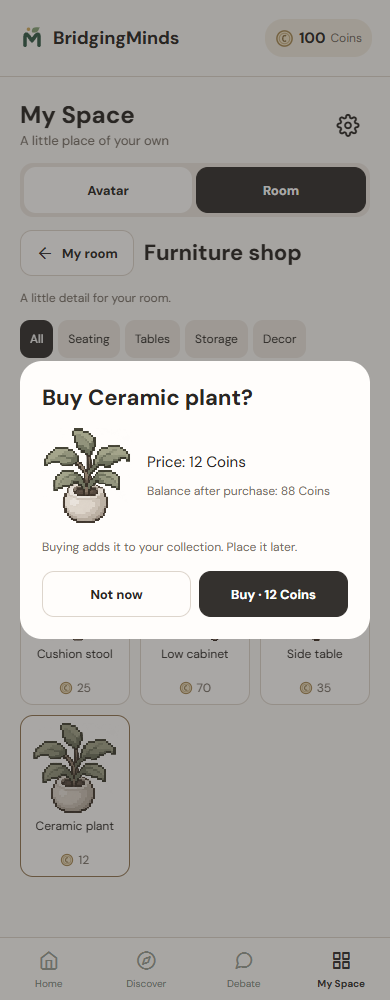 BridgingMinds
100 Coins
My Space
A little place of your own
Avatar
Room
My room
Furniture shop
A little detail for your room.
All
Seating
Tables
Storage
Decor
Buy Ceramic plant?
Price: 12 Coins
Balance after purchase: 88 Coins
Buying adds it to your collection. Place it later.
Not now
Buy · 12 Coins
Cushion stool
Low cabinet
Side table
25
70
35
Ceramic plant
12
Home
Discover
Debate
My Space